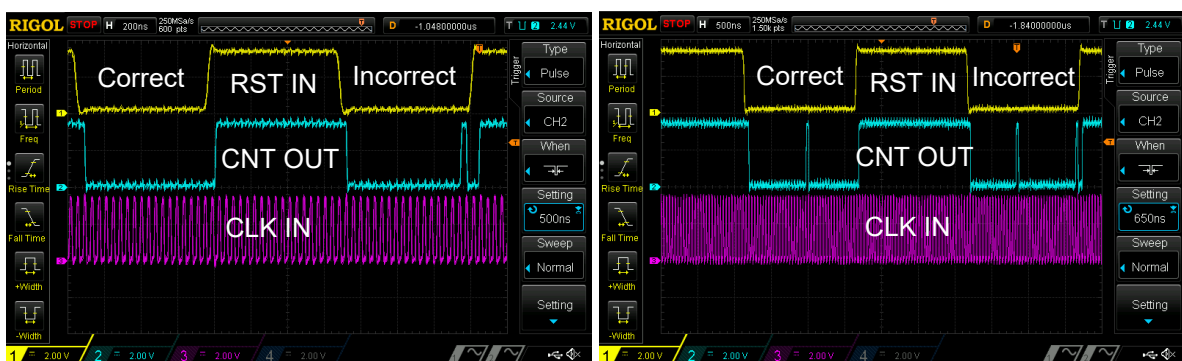 RIGOL STOP H 200ns 250MSa/s 600 pts D -1.04800000us T 2 2.44 V
Horizontal
Period
Freq
Rise Time
Fall Time
+Width
-Width
Correct RST IN Incorrect
CNT OUT
CLK IN
Trigger
Type
Pulse
Source
CH2
When
Setting
500ns
Sweep
Normal
Setting
1 = 2.00 V 2 = 2.00 V 3 = 2.00 V 4 = 2.00 V
RIGOL STOP H 500ns 250MSa/s 1.50k pts D -1.84000000us T 2 2.44 V
Horizontal
Period
Freq
Rise Time
Fall Time
+Width
-Width
Correct RST IN Incorrect
CNT OUT
CLK IN
Trigger
Type
Pulse
Source
CH2
When
Setting
650ns
Sweep
Normal
Setting
1 = 2.00 V 2 = 2.00 V 3 = 2.00 V 4 = 2.00 V